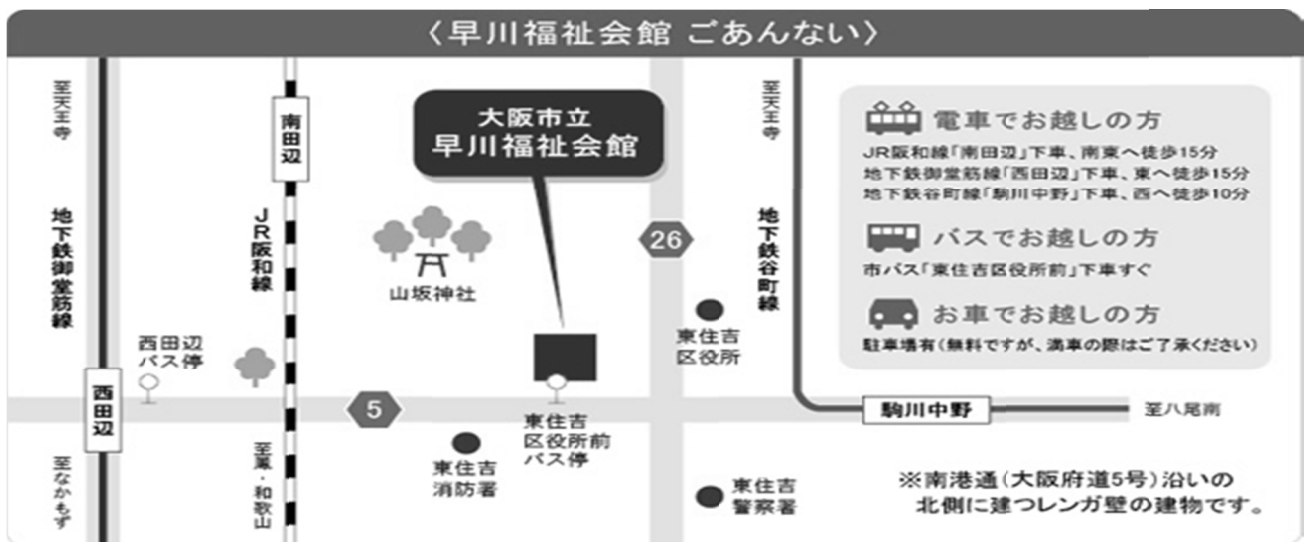 〈早川福祉会館 ごあんない〉
至天王寺
地下鉄御堂筋線
西田辺
至なかもず
西田辺
バス停
南田辺
JR阪和線
至鳳・和歌山
大阪市立
早川福祉会館
山坂神社
5
東住吉
消防署
東住吉
区役所前
バス停
26
東住吉
区役所
東住吉
警察署
至天王寺
地下鉄谷町線
駒川中野
至八尾南
電車でお越しの方
JR阪和線「南田辺」下車、南東へ徒歩15分
地下鉄御堂筋線「西田辺」下車、東へ徒歩15分
地下鉄谷町線「駒川中野」下車、西へ徒歩10分
バスでお越しの方
市バス「東住吉区役所前」下車すぐ
お車でお越しの方
駐車場有(無料ですが、満車の際はご了承ください)
※南港通(大阪府道5号)沿いの
北側に建つレンガ壁の建物です。